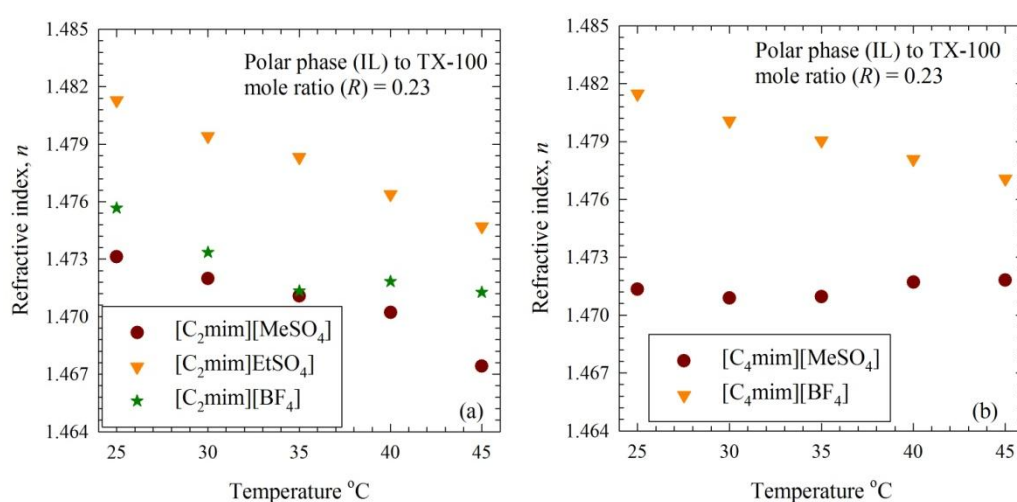 Refractive index, n
1.485
1.482
1.479
1.476
1.473
1.470
1.467
1.464
Polar phase (IL) to TX-100
mole ratio (R) = 0.23
[C₂mim][MeSO₄]
[C₂mim]EtSO₄]
[C₂mim][BF₄]
(a)
25 30 35 40 45
Temperature °C
Refractive index, n
1.485
1.482
1.479
1.476
1.473
1.470
1.467
1.464
Polar phase (IL) to TX-100
mole ratio (R) = 0.23
[C₄mim][MeSO₄]
[C₄mim][BF₄]
(b)
25 30 35 40 45
Temperature °C